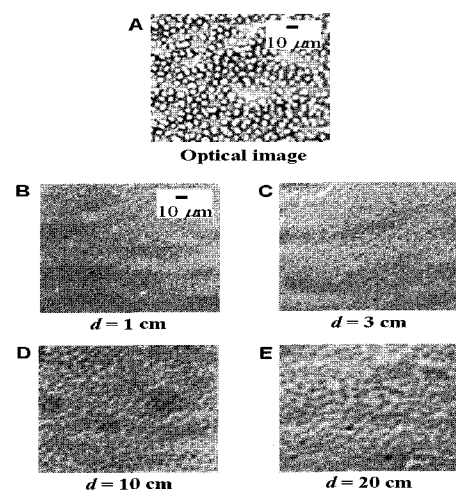 A
10 μm
Optical image
B
10 μm
d = 1 cm
C
d = 3 cm
D
d = 10 cm
E
d = 20 cm